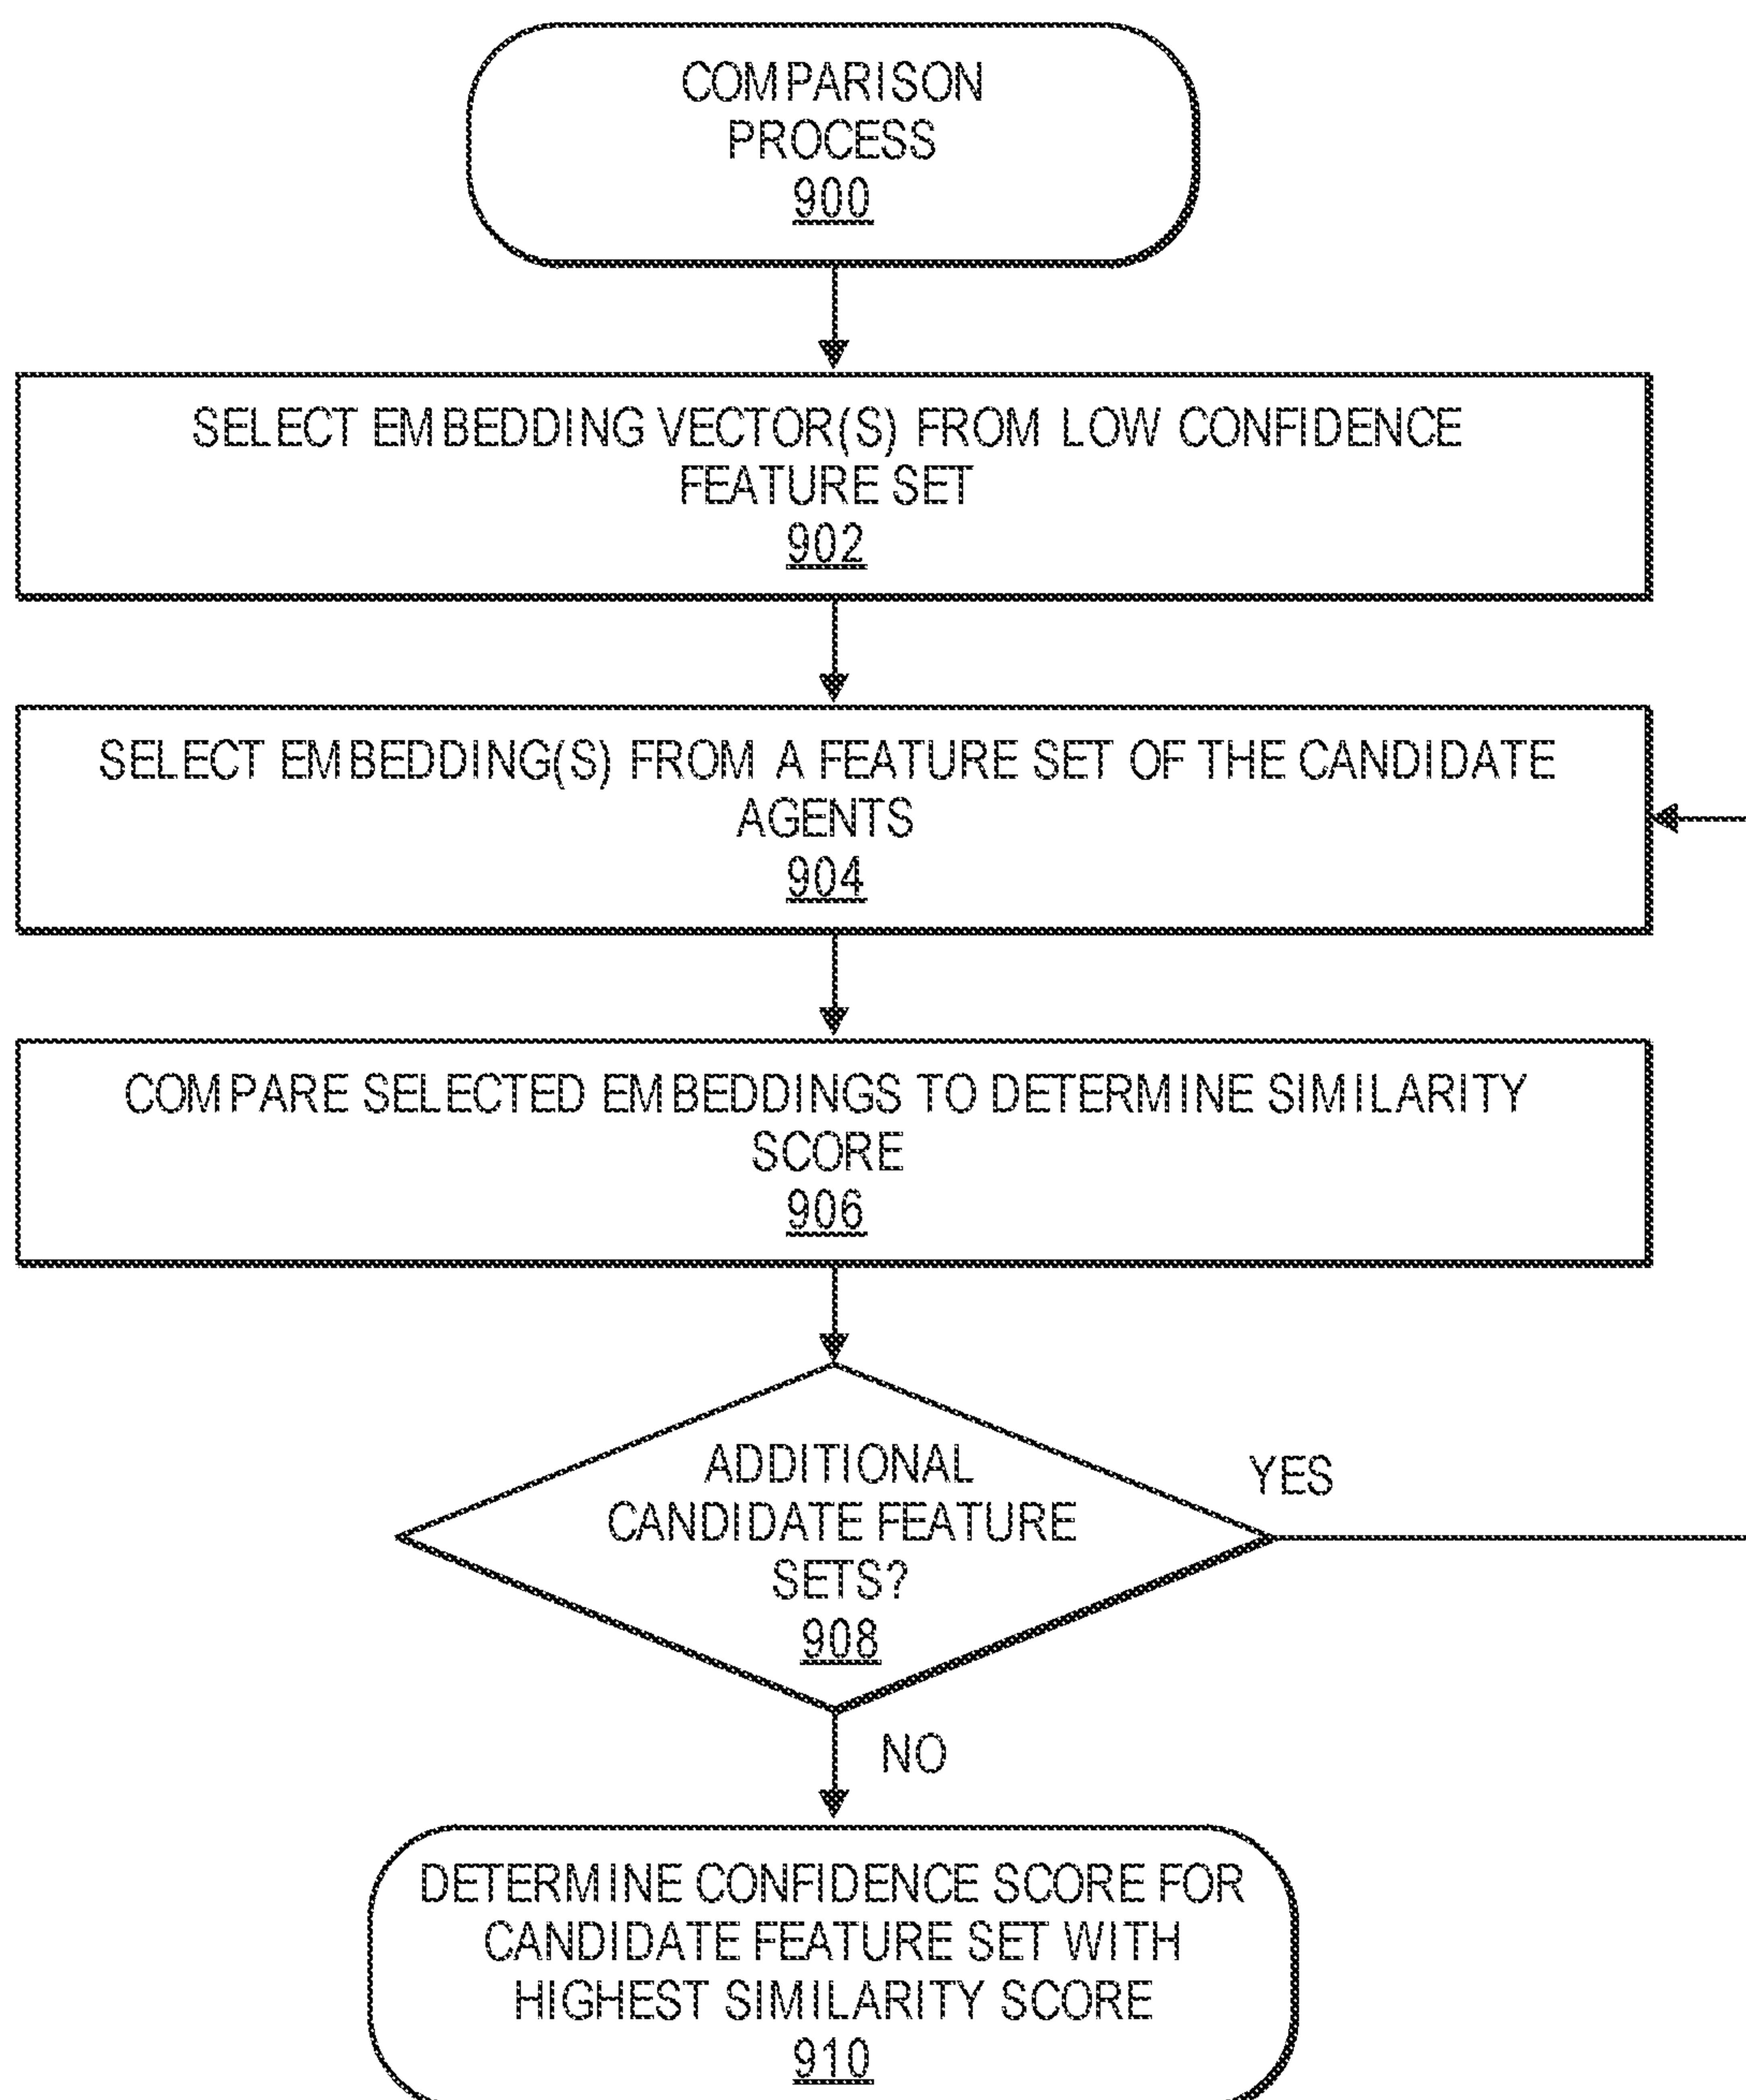 COMPARISON
PROCESS
900
SELECT EMBEDDING VECTOR(S) FROM LOW CONFIDENCE
FEATURE SET
902
SELECT EMBEDDING(S) FROM A FEATURE SET OF THE CANDIDATE
AGENTS
904
COMPARE SELECTED EMBEDDINGS TO DETERMINE SIMILARITY
SCORE
906
ADDITIONAL
CANDIDATE FEATURE
SETS?
908
YES
NO
DETERMINE CONFIDENCE SCORE FOR
CANDIDATE FEATURE SET WITH
HIGHEST SIMILARITY SCORE
910